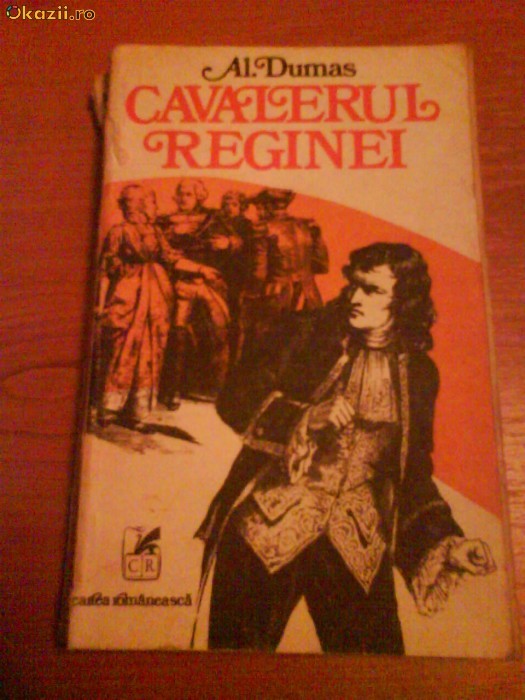 Okazii.ro
Al. Dumas
CAVALERUL
REGINEI
CR
cartea românească